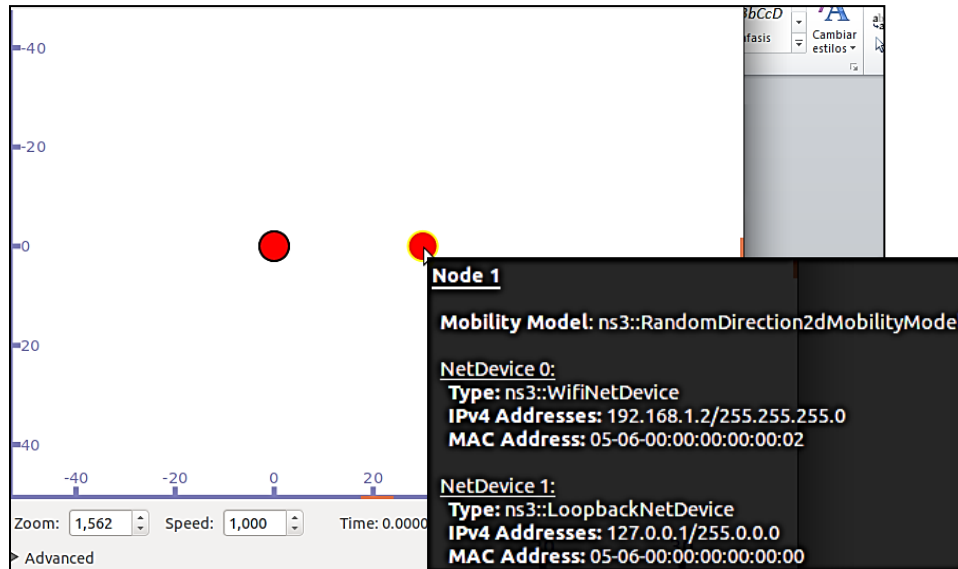 bCcD
Cambiar
fasis
estilos
-40
-20
0
20
40
-40 -20 0 20
Node 1
Mobility Model: ns3::RandomDirection2dMobilityMode
NetDevice 0:
Type: ns3::WifiNetDevice
IPv4 Addresses: 192.168.1.2/255.255.255.0
MAC Address: 05-06-00:00:00:00:00:02
NetDevice 1:
Type: ns3::LoopbackNetDevice
IPv4 Addresses: 127.0.0.1/255.0.0.0
MAC Address: 05-06-00:00:00:00:00:00
Zoom: 1,562 Speed: 1,000 Time: 0.0000
Advanced